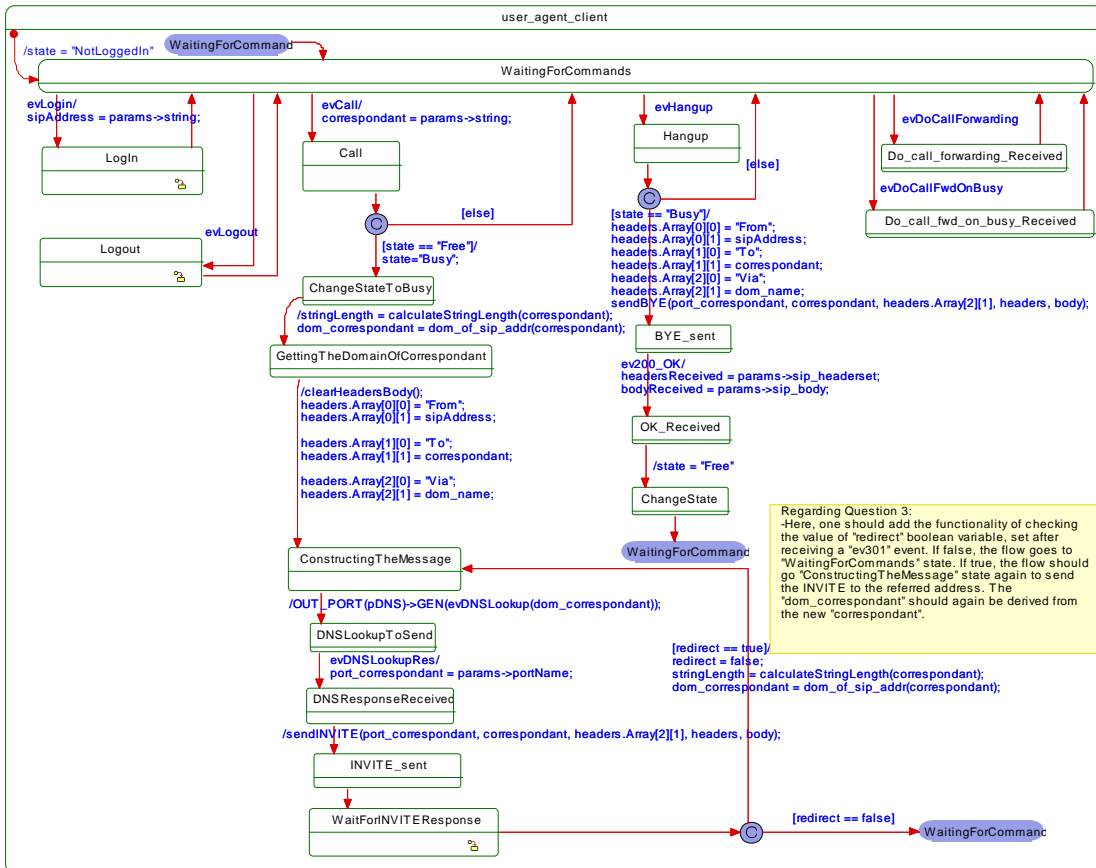 user_agent_client
/state = "NotLoggedIn"
WaitingForCommand
WaitingForCommands
evLogin/
sipAddress = params->string;
LogIn
evLogout
Logout
evCall/
correspondant = params->string;
Call
C
[else]
[state == "Free"]/
state="Busy";
ChangeStateToBusy
/stringLength = calculateStringLength(correspondant);
dom_correspondant = dom_of_sip_addr(correspondant);
GettingTheDomainOfCorrespondant
/clearHeadersBody();
headers.Array[0][0] = "From";
headers.Array[0][1] = sipAddress;
headers.Array[1][0] = "To";
headers.Array[1][1] = correspondant;
headers.Array[2][0] = "Via";
headers.Array[2][1] = dom_name;
ConstructingTheMessage
/OUT_PORT(pDNS)->GEN(evDNSLookup(dom_correspondant));
DNSLookupToSend
evDNSLookupRes/
port_correspondant = params->portName;
DNSResponseReceived
/sendINVITE(port_correspondant, correspondant, headers.Array[2][1], headers, body);
INVITE_sent
WaitForINVITEResponse
C
[redirect == true]/
redirect = false;
stringLength = calculateStringLength(correspondant);
dom_correspondant = dom_of_sip_addr(correspondant);
[redirect == false]
WaitingForCommand
evHangup
Hangup
C
[else]
[state == "Busy"]/
headers.Array[0][0] = "From";
headers.Array[0][1] = sipAddress;
headers.Array[1][0] = "To";
headers.Array[1][1] = correspondant;
headers.Array[2][0] = "Via";
headers.Array[2][1] = dom_name;
sendBYE(port_correspondant, correspondant, headers.Array[2][1], headers, body);
BYE_sent
ev200_OK/
headersReceived = params->sip_headerset;
bodyReceived = params->sip_body;
OK_Received
/state = "Free"
ChangeState
WaitingForCommand
evDoCallForwarding
Do_call_forwarding_Received
evDoCallFwdOnBusy
Do_call_fwd_on_busy_Received
Regarding Question 3:
-Here, one should add the functionality of checking
the value of "redirect" boolean variable, set after
receiving a "ev301" event. If false, the flow goes to
"WaitingForCommands" state. If true, the flow should
go "ConstructingTheMessage" state again to send
the INVITE to the referred address. The
"dom_correspondant" should again be derived from
the new "correspondant".